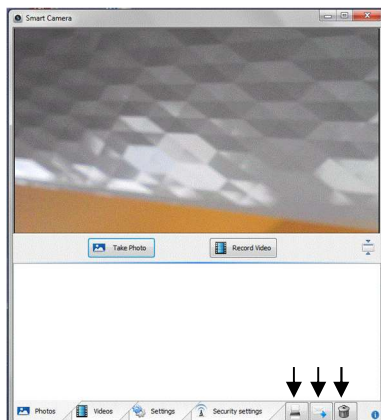 Smart Camera
Take Photo
Record Video
Photos
Videos
Settings
Security settings